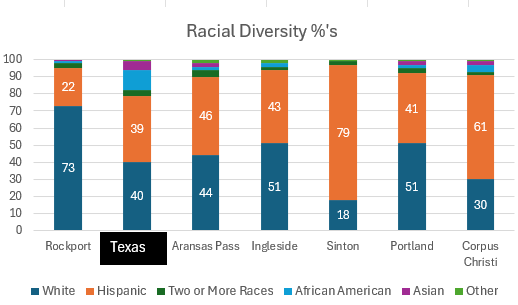 Racial Diversity %'s
100
90
80
70
60
50
40
30
20
10
0
22 39 46 43 79 41 61
73 40 44 51 18 51 30
Rockport Texas Aransas Pass Ingleside Sinton Portland Corpus
Christi
White Hispanic Two or More Races African American Asian Other